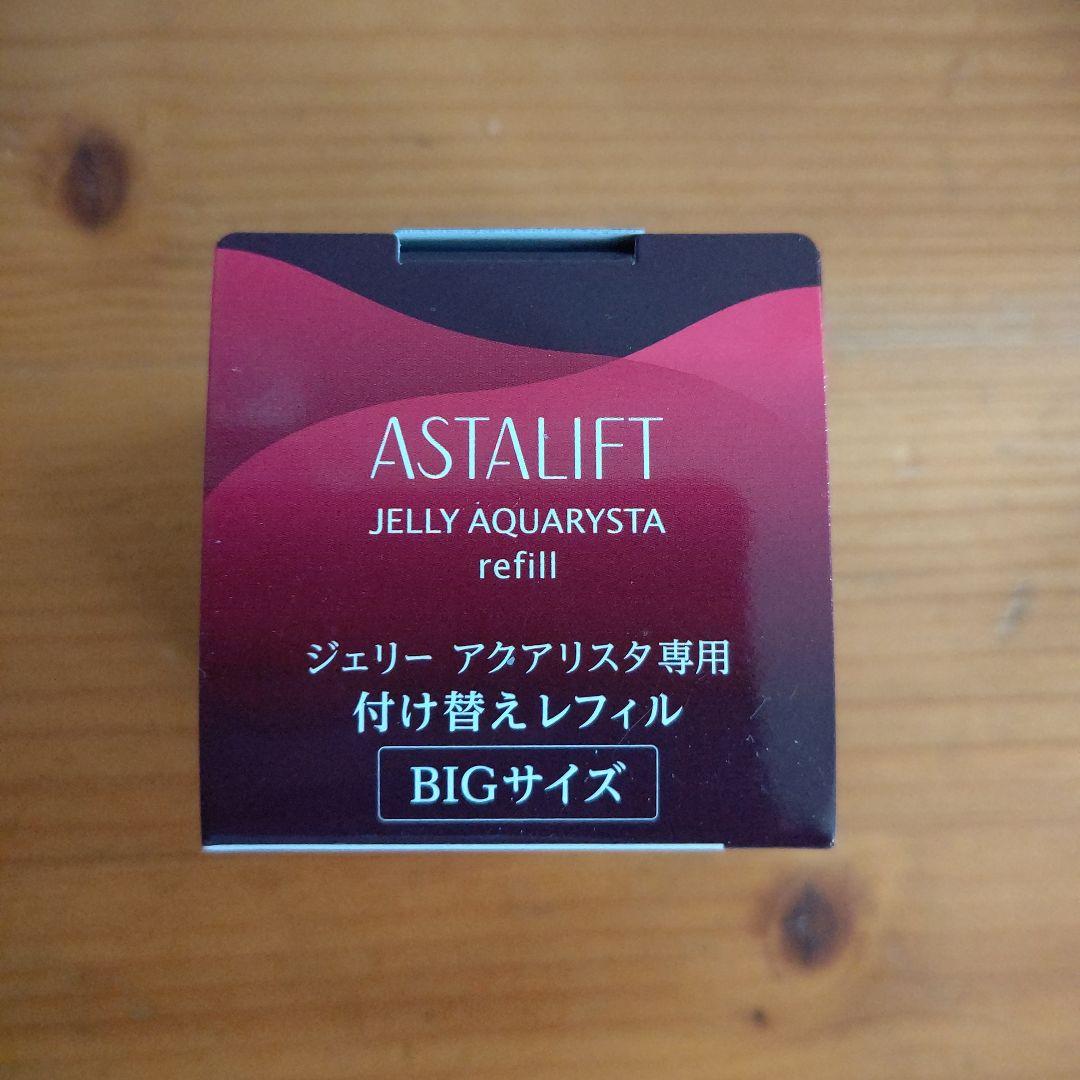 ASTALIFT
JELLY AQUARYSTA
refill
ジェリー アクアリスタ専用
付け替えレフィル
BIGサイズ